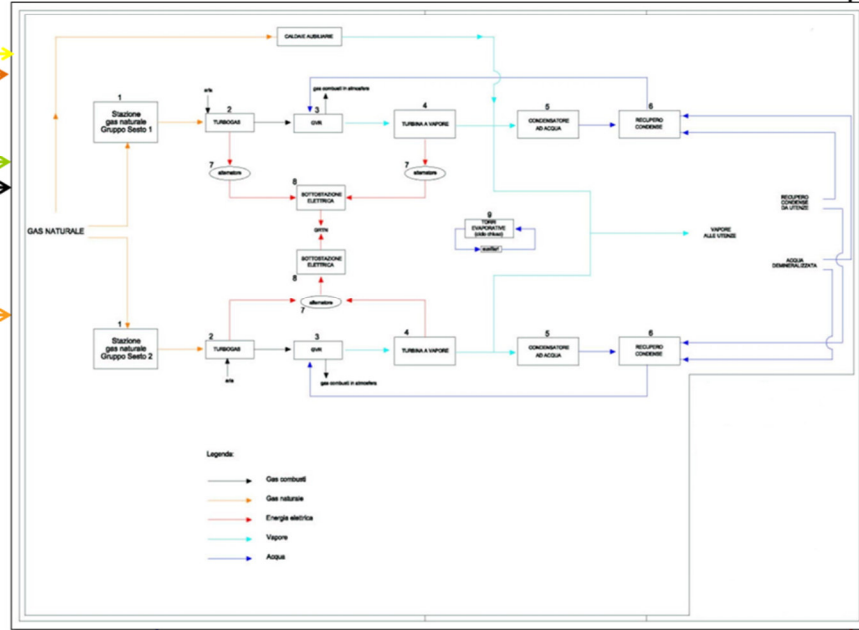 CALDAIE AUSILIARIE
1
Stazione
gas naturale
Gruppo Sesto 1
aria
2
TURBOGAS
gas combusti in atmosfera
3
GVR
4
TURBINA A VAPORE
5
CONDENSATORE
AD ACQUA
6
RECUPERO
CONDENSE
7
alternatore
7
alternatore
8
SOTTOSTAZIONE
ELETTRICA
GRTN
SOTTOSTAZIONE
ELETTRICA
8
alternatore
7
9
TORRI
EVAPORATIVE
(ciclo chiuso)
ausiliari
GAS NATURALE
VAPORE
ALLE UTENZE
RECUPERO
CONDENSE
DA UTENZE
ACQUA
DEMINERALIZZATA
1
Stazione
gas naturale
Gruppo Sesto 2
2
TURBOGAS
aria
3
GVR
gas combusti in atmosfera
4
TURBINA A VAPORE
5
CONDENSATORE
AD ACQUA
6
RECUPERO
CONDENSE
Legenda:
Gas combusti
Gas naturale
Energia elettrica
Vapore
Acqua